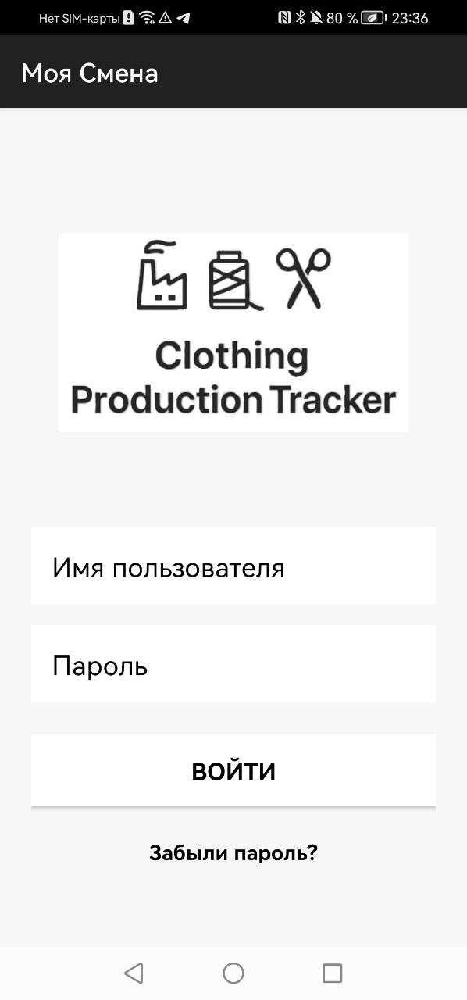 Нет SIM-карты 80 % 23:36
Моя Смена
Clothing
Production Tracker
Имя пользователя
Пароль
ВОЙТИ
Забыли пароль?